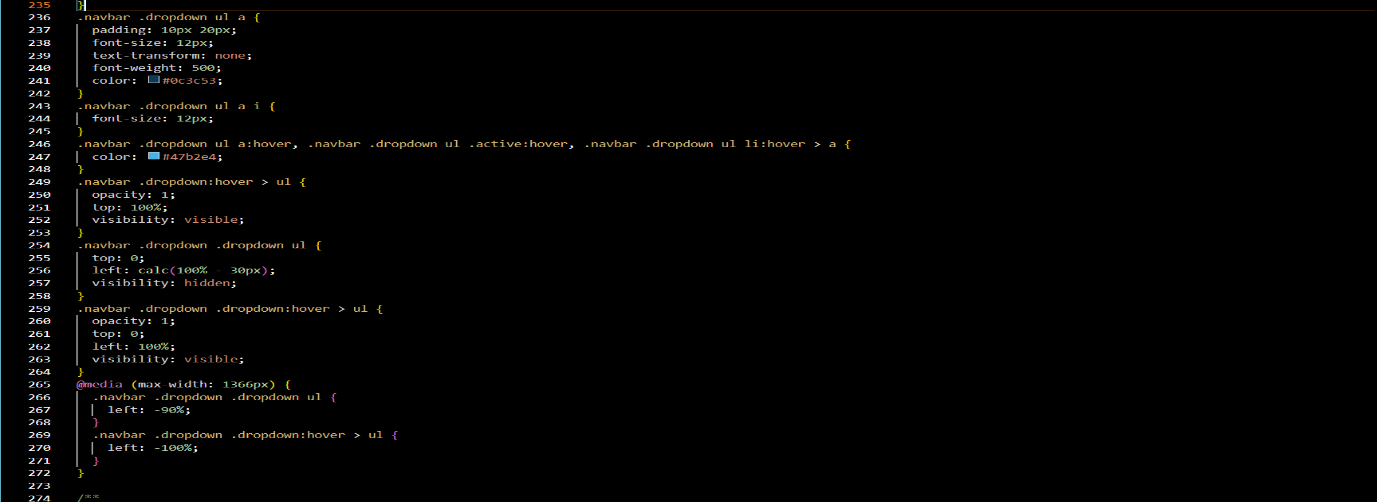 235 }
236 .navbar .dropdown ul a {
237 padding: 10px 20px;
238 font-size: 12px;
239 text-transform: none;
240 font-weight: 500;
241 color: #0c3c53;
242 }
243 .navbar .dropdown ul a i {
244 font-size: 12px;
245 }
246 .navbar .dropdown ul a:hover, .navbar .dropdown ul .active:hover, .navbar .dropdown ul li:hover > a {
247 color: #47b2e4;
248 }
249 .navbar .dropdown:hover > ul {
250 opacity: 1;
251 top: 100%;
252 visibility: visible;
253 }
254 .navbar .dropdown .dropdown ul {
255 top: 0;
256 left: calc(100% - 30px);
257 visibility: hidden;
258 }
259 .navbar .dropdown .dropdown:hover > ul {
260 opacity: 1;
261 top: 0;
262 left: 100%;
263 visibility: visible;
264 }
265 @media (max-width: 1366px) {
266 .navbar .dropdown .dropdown ul {
267 left: -90%;
268 }
269 .navbar .dropdown .dropdown:hover > ul {
270 left: -100%;
271 }
272 }
273
274 /**